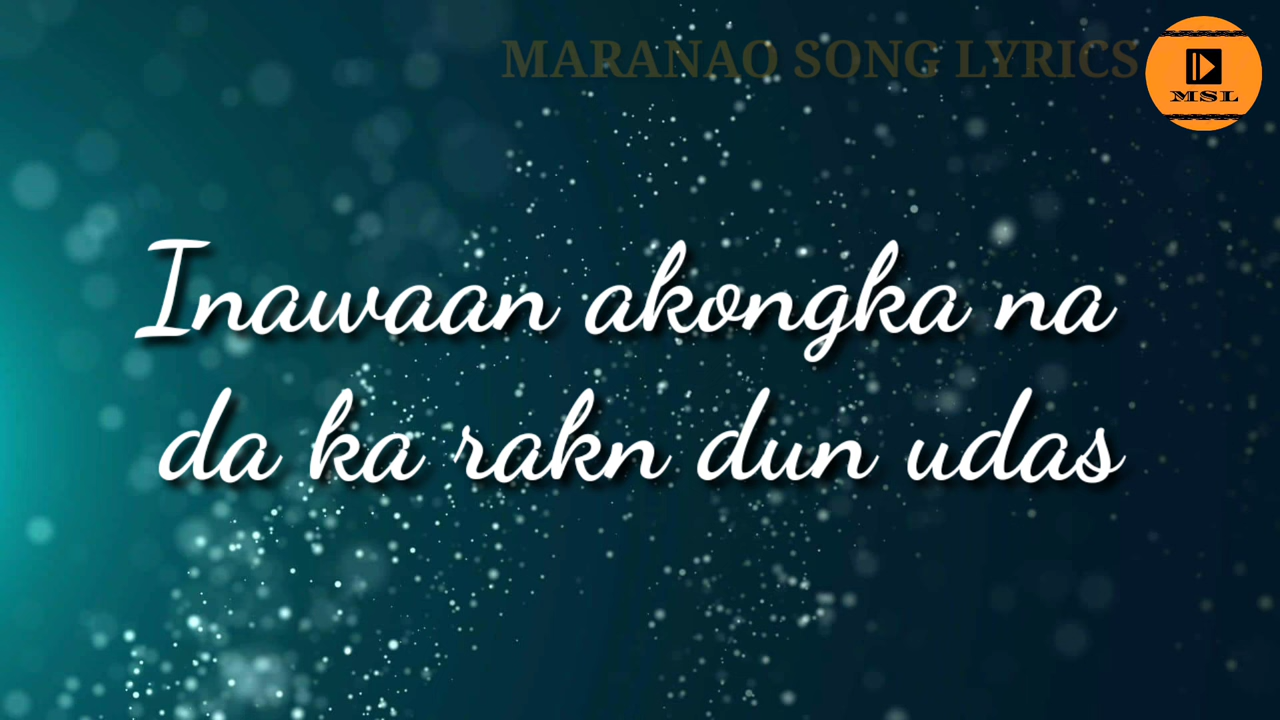 MARANAO SONG LYRICS
MSL
Inawaan akongka na
da ka rakn dun udas